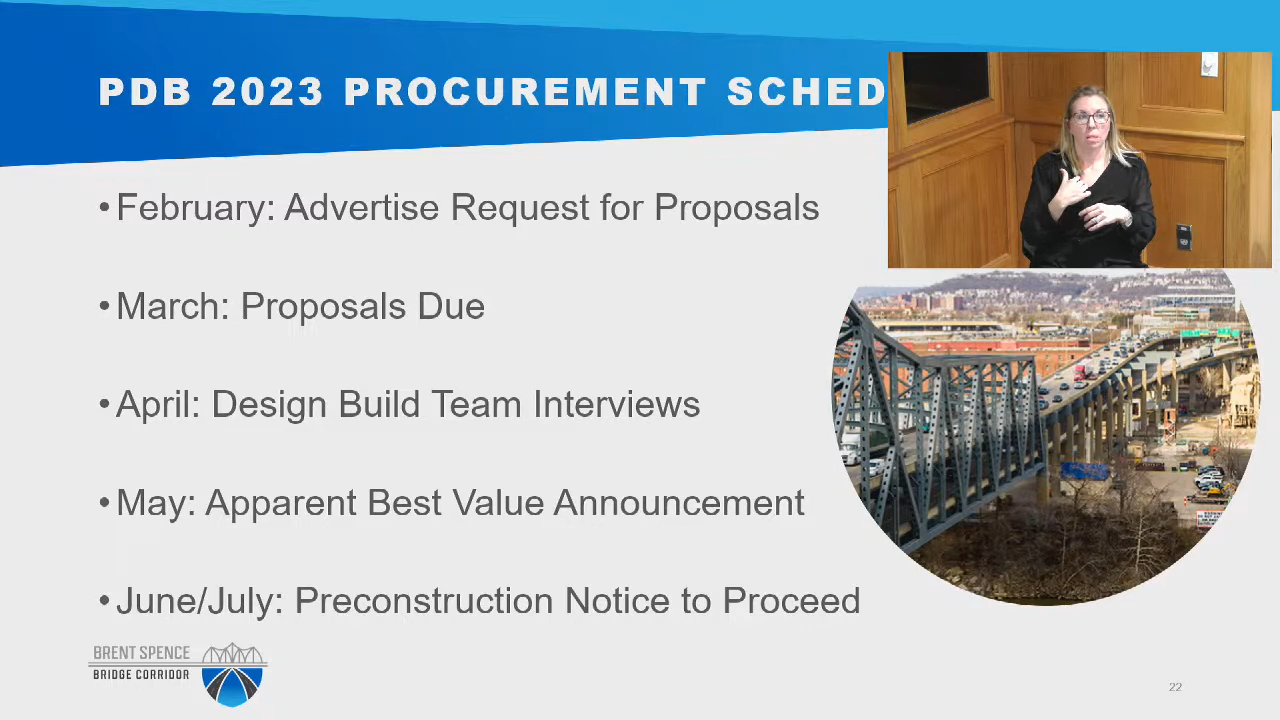 PDB 2023 PROCUREMENT SCHED
• February: Advertise Request for Proposals
• March: Proposals Due
• April: Design Build Team Interviews
• May: Apparent Best Value Announcement
• June/July: Preconstruction Notice to Proceed
BRENT SPENCE
BRIDGE CORRIDOR
22